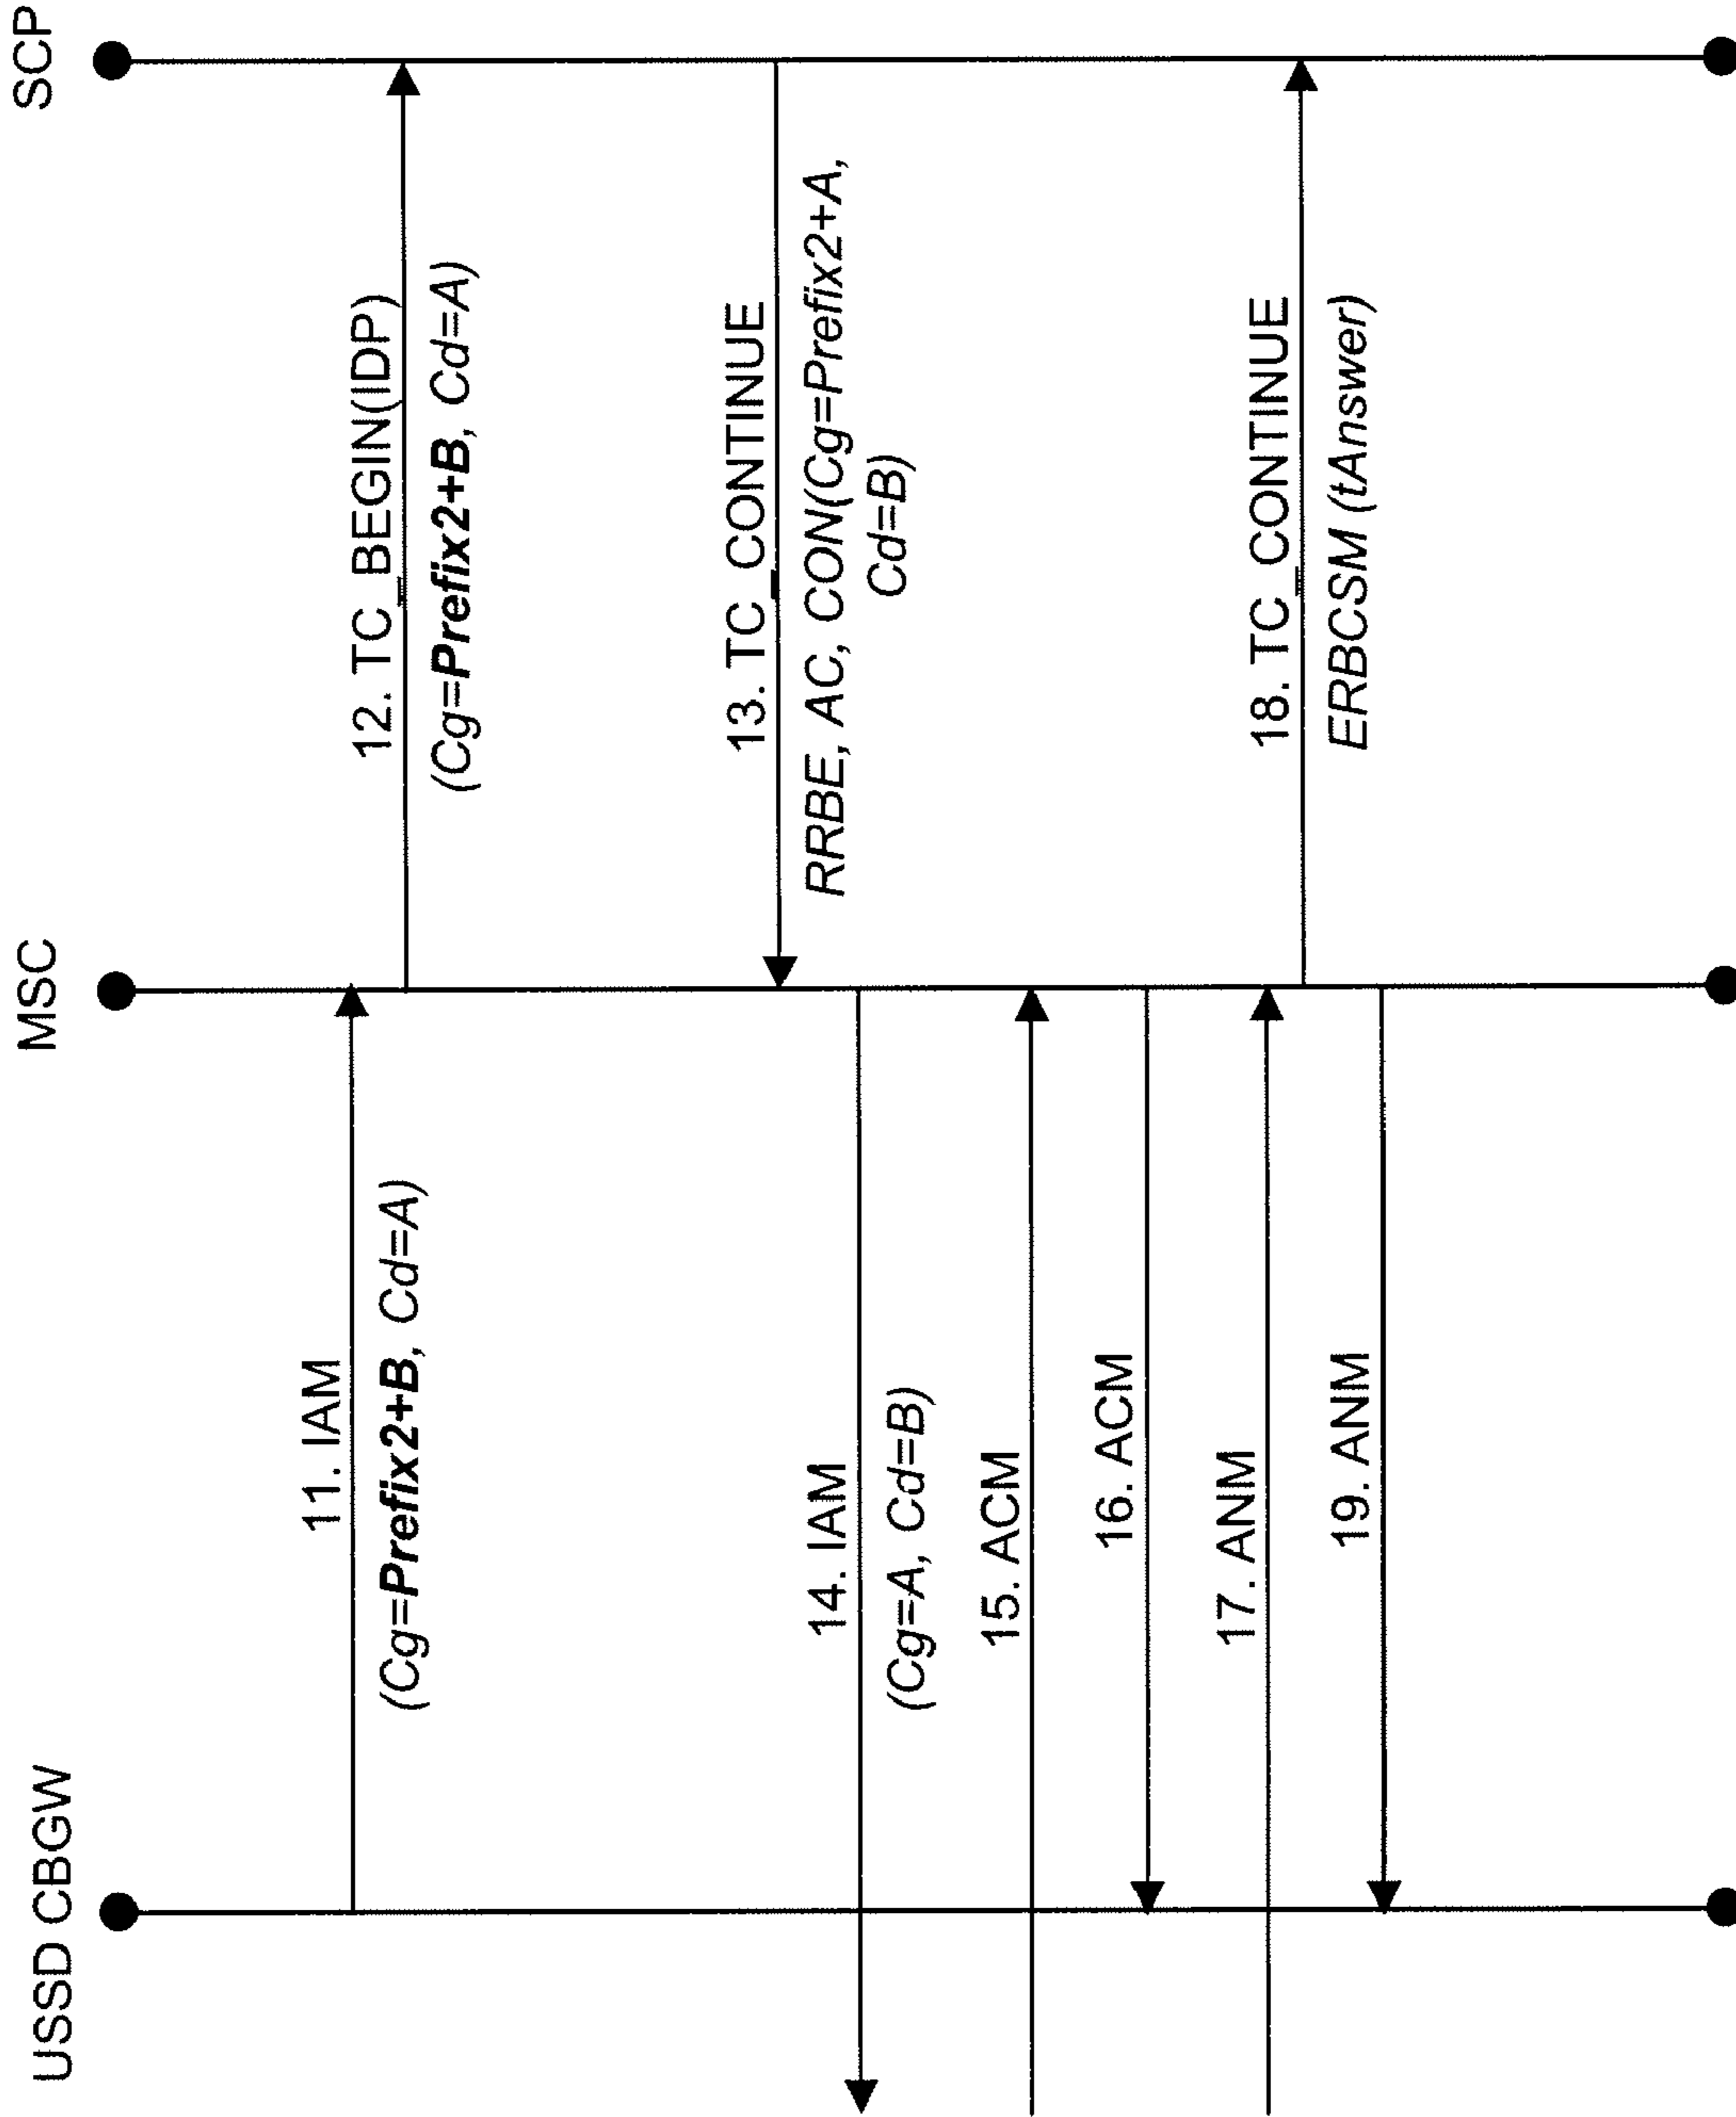 USSD CBGW
MSC
SCP
11. IAM
(Cg=Prefix2+B, Cd=A)
12. TC_BEGIN(IDP)
(Cg=Prefix2+B, Cd=A)
13. TC_CONTINUE
RRBE, AC, CON(Cg=Prefix2+A,
Cd=B)
14. IAM
(Cg=A, Cd=B)
15. ACM
16. ACM
17. ANM
18. TC_CONTINUE
ERBCSM (tAnswer)
19. ANM